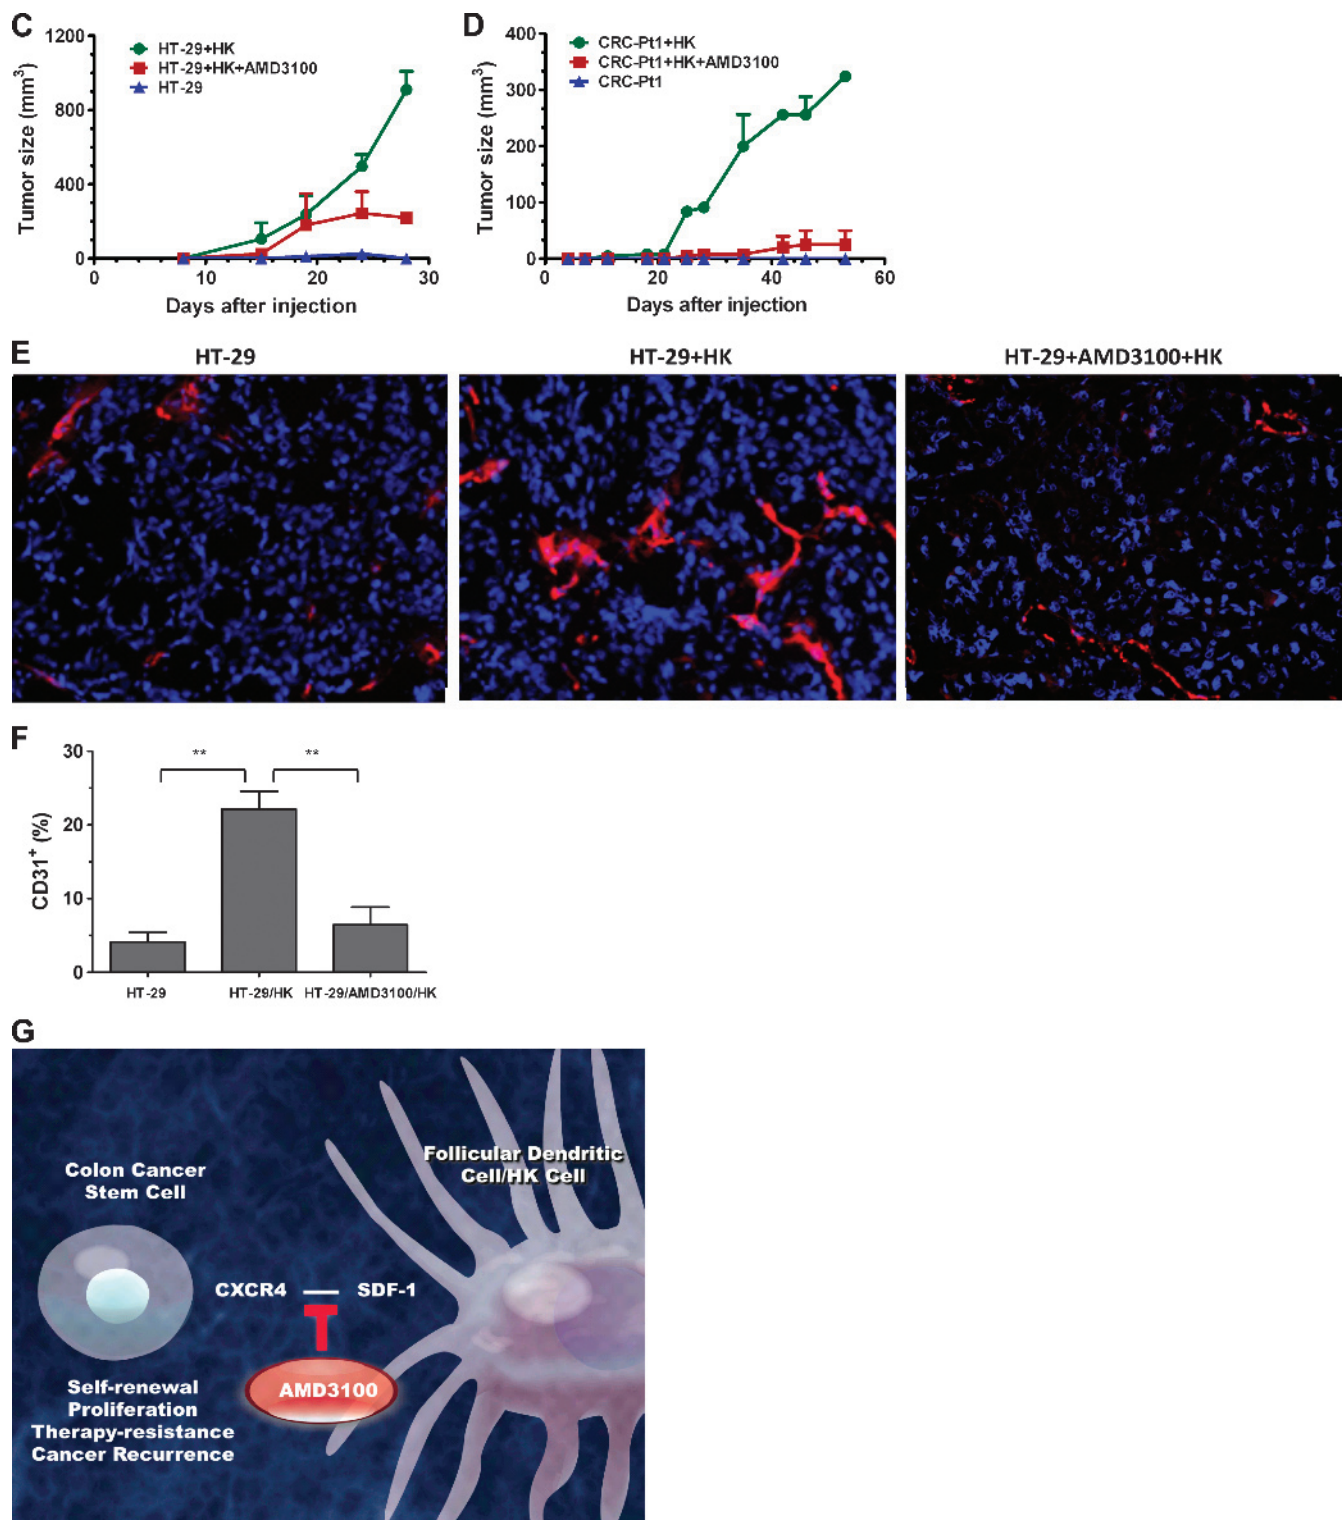 C
D
1200
800
400
0
Tumor size (mm³)
HT-29+HK
HT-29+HK+AMD3100
HT-29
0 10 20 30
Days after injection
400
300
200
100
0
Tumor size (mm³)
CRC-Pt1+HK
CRC-Pt1+HK+AMD3100
CRC-Pt1
0 20 40 60
Days after injection
E
HT-29 HT-29+HK HT-29+AMD3100+HK
F
30
20
10
0
CD31⁺ (%)
** **
HT-29 HT-29/HK HT-29/AMD3100/HK
G
Follicular Dendritic
Cell/HK Cell
Colon Cancer
Stem Cell
CXCR4 — SDF-1
AMD3100
Self-renewal
Proliferation
Therapy-resistance
Cancer Recurrence